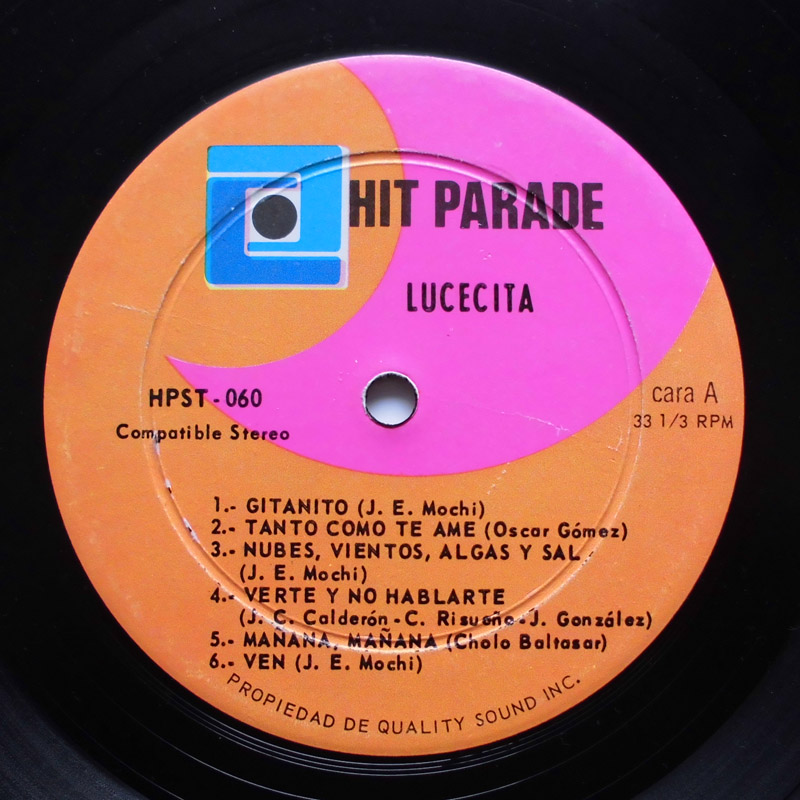 HIT PARADE
LUCECITA
HPST-060
Compatible Stereo
cara A
33 1/3 RPM
1.- GITANITO (J. E. Mochi)
2.- TANTO COMO TE AME (Oscar Gómez)
3.- NUBES, VIENTOS, ALGAS Y SAL.
(J. E. Mochi)
4.- VERTE Y NO HABLARTE
(J. C. Calderón-C. Risueño-J. González)
5.- MAÑANA, MAÑANA (Cholo Baltasar)
6.- VEN (J. E. Mochi)
PROPIEDAD DE QUALITY SOUND INC.